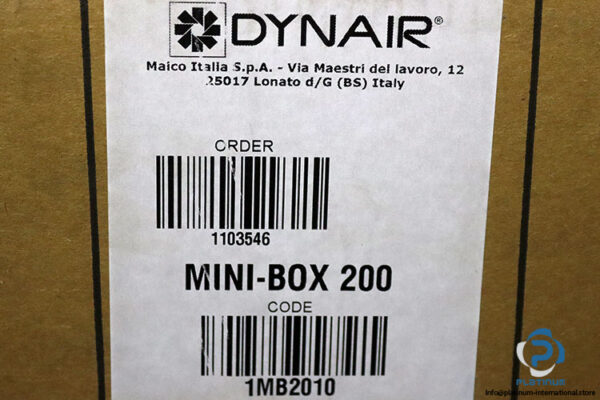 DYNAIR®
Maico Italia S.p.A. - Via Maestri del lavoro, 12
25017 Lonato d/G (BS) Italy
ORDER
1103546
MINI-BOX 200
CODE
1MB2010
PLATINUM
info@platinum-international.store